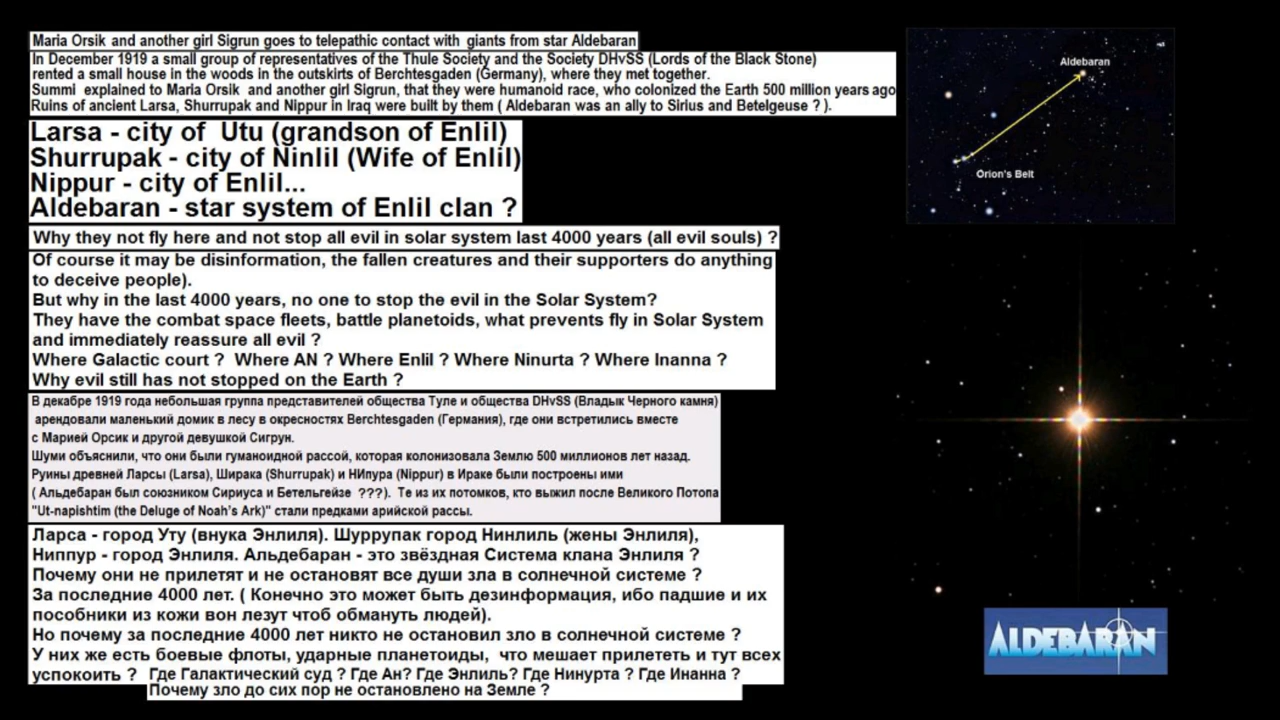 Maria Orsik and another girl Sigrun goes to telepathic contact with giants from star Aldebaran
In December 1919 a small group of representatives of the Thule Society and the Society DHvSS (Lords of the Black Stone)
rented a small house in the woods in the outskirts of Berchtesgaden (Germany), where they met together.
Summi explained to Maria Orsik and another girl Sigrun, that they were humanoid race, who colonized the Earth 500 million years ago
Ruins of ancient Larsa, Shurrupak and Nippur in Iraq were built by them ( Aldebaran was an ally to Sirius and Betelgeuse ? ).
Larsa - city of Utu (grandson of Enlil)
Shurrupak - city of Ninlil (Wife of Enlil)
Nippur - city of Enlil...
Aldebaran - star system of Enlil clan ?
Why they not fly here and not stop all evil in solar system last 4000 years (all evil souls) ?
Of course it may be disinformation, the fallen creatures and their supporters do anything
to deceive people).
But why in the last 4000 years, no one to stop the evil in the Solar System?
They have the combat space fleets, battle planetoids, what prevents fly in Solar System
and immediately reassure all evil ?
Where Galactic court ? Where AN ? Where Enlil ? Where Ninurta ? Where Inanna ?
Why evil still has not stopped on the Earth ?
В декабре 1919 года небольшая группа представителей общества Туле и общества DHvSS (Владык Черного камня)
арендовали маленький домик в лесу в окресностях Berchtesgaden (Германия), где они встретились вместе
с Марией Орсик и другой девушкой Сигрун.
Шуми объяснили, что они были гуманоидной рассой, которая колонизовала Землю 500 миллионов лет назад.
Руины древней Ларсы (Larsa), Ширака (Shurrupak) и НИпура (Nippur) в Ираке были построены ими
( Альдебаран был союзником Сириуса и Бетельгейзе ???). Те из их потомков, кто выжил после Великого Потопа
"Ut-napishtim (the Deluge of Noah's Ark)" стали предками арийской рассы.
Ларса - город Уту (внука Энлиля). Шуррупак город Нинлиль (жены Энлиля),
Ниппур - город Энлиля. Альдебаран - это звёздная Система клана Энлиля ?
Почему они не прилетят и не остановят все души зла в солнечной системе ?
За последние 4000 лет. ( Конечно это может быть дезинформация, ибо падшие и их
пособники из кожи вон лезут чтоб обмануть людей).
Но почему за последние 4000 лет никто не остановил зло в солнечной системе ?
У них же есть боевые флоты, ударные планетоиды, что мешает прилететь и тут всех
успокоить ? Где Галактический суд ? Где Ан? Где Энлиль? Где Нинурта ? Где Инанна ?
Почему зло до сих пор не остановлено на Земле ?
Aldebaran
Orion's Belt
ALDEBARAN